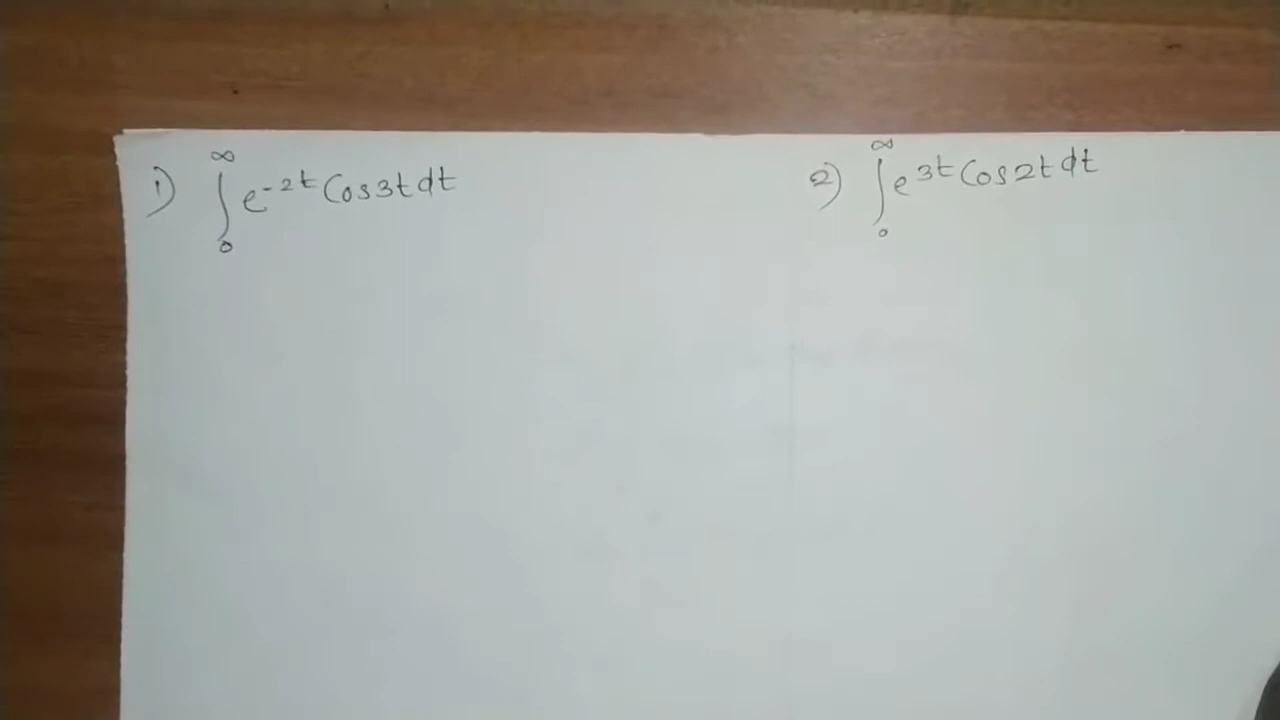 1) ∫₀^∞ e^{-2t} Cos3t dt
2) ∫₀^∞ e^{3t} Cos2t dt